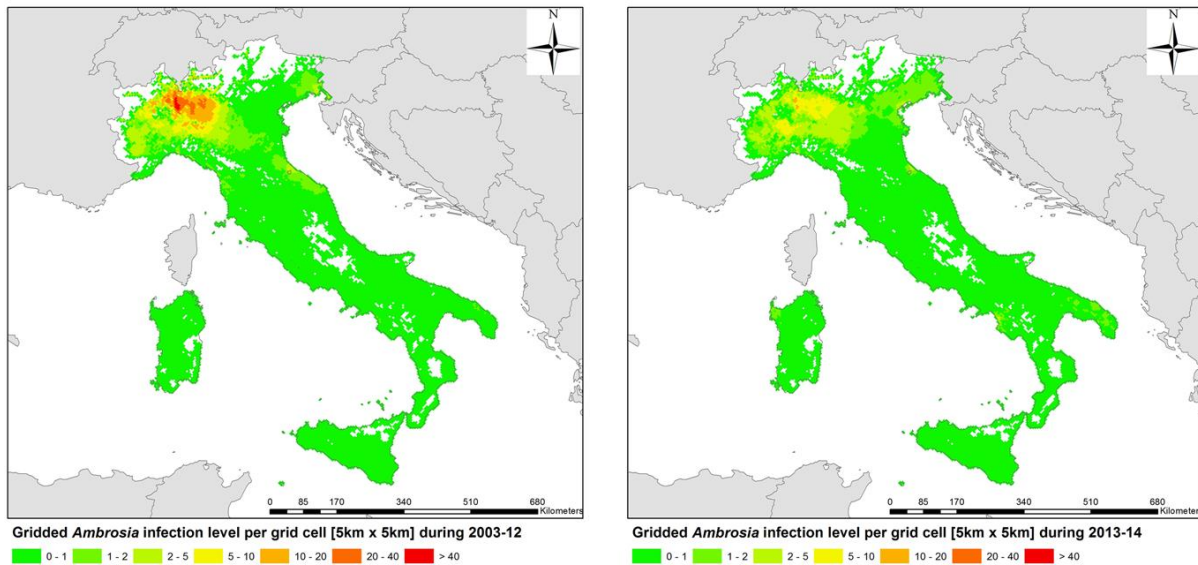 N
0 85 170 340 510 680
Kilometers
Gridded Ambrosia infection level per grid cell [5km x 5km] during 2003-12
0 - 1 1 - 2 2 - 5 5 - 10 10 - 20 20 - 40 > 40
N
0 85 170 340 510 680
Kilometers
Gridded Ambrosia infection level per grid cell [5km x 5km] during 2013-14
0 - 1 1 - 2 2 - 5 5 - 10 10 - 20 20 - 40 > 40